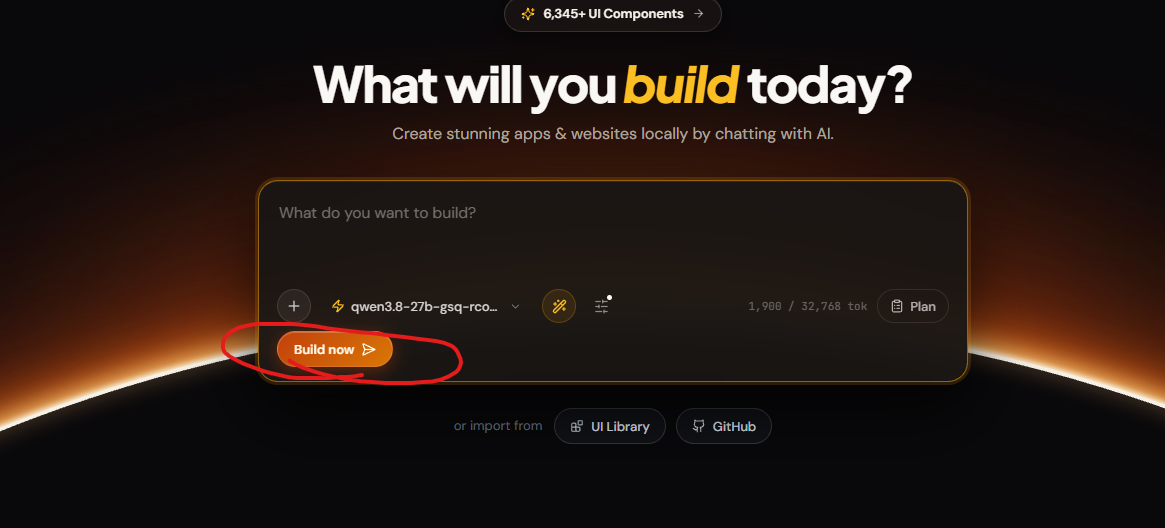 6,345+ UI Components
What will you build today?
Create stunning apps & websites locally by chatting with AI.
What do you want to build?
qwen3.8-27b-gsq-rco... 1,900 / 32,768 tok Plan
Build now
or import from UI Library GitHub